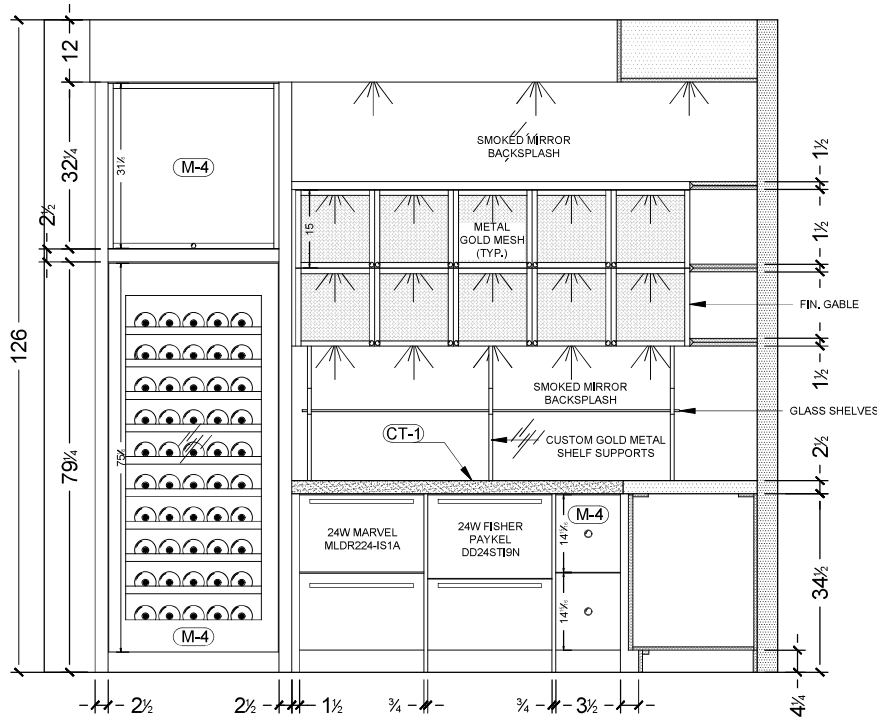 12
32¼
2½
79¼
126
31¼
M-4
SMOKED MIRROR
BACKSPLASH
15
METAL
GOLD MESH
(TYP.)
1½
1½
FIN. GABLE
1½
SMOKED MIRROR
BACKSPLASH
GLASS SHELVES
CT-1
CUSTOM GOLD METAL
SHELF SUPPORTS
2½
24W MARVEL
MLDR224-IS1A
24W FISHER
PAYKEL
DD24STI9N
M-4
34½
M-4
4¼
2½
2½
1½
¾
¾
3½